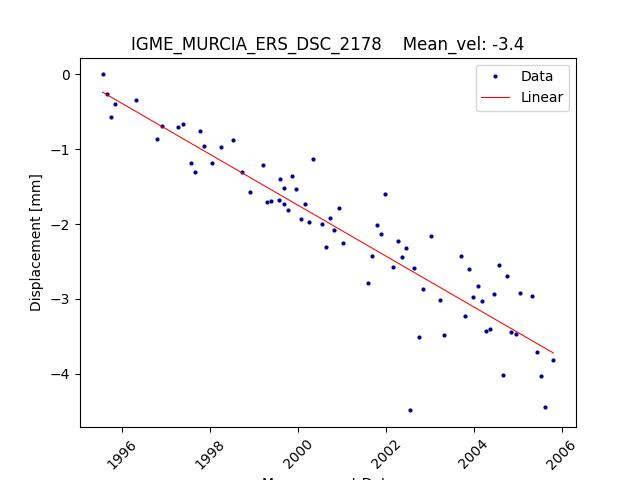 IGME_MURCIA_ERS_DSC_2178    Mean_vel: -3.4
Data
Linear
Displacement [mm]
0
−1
−2
−3
−4
1996
1998
2000
2002
2004
2006